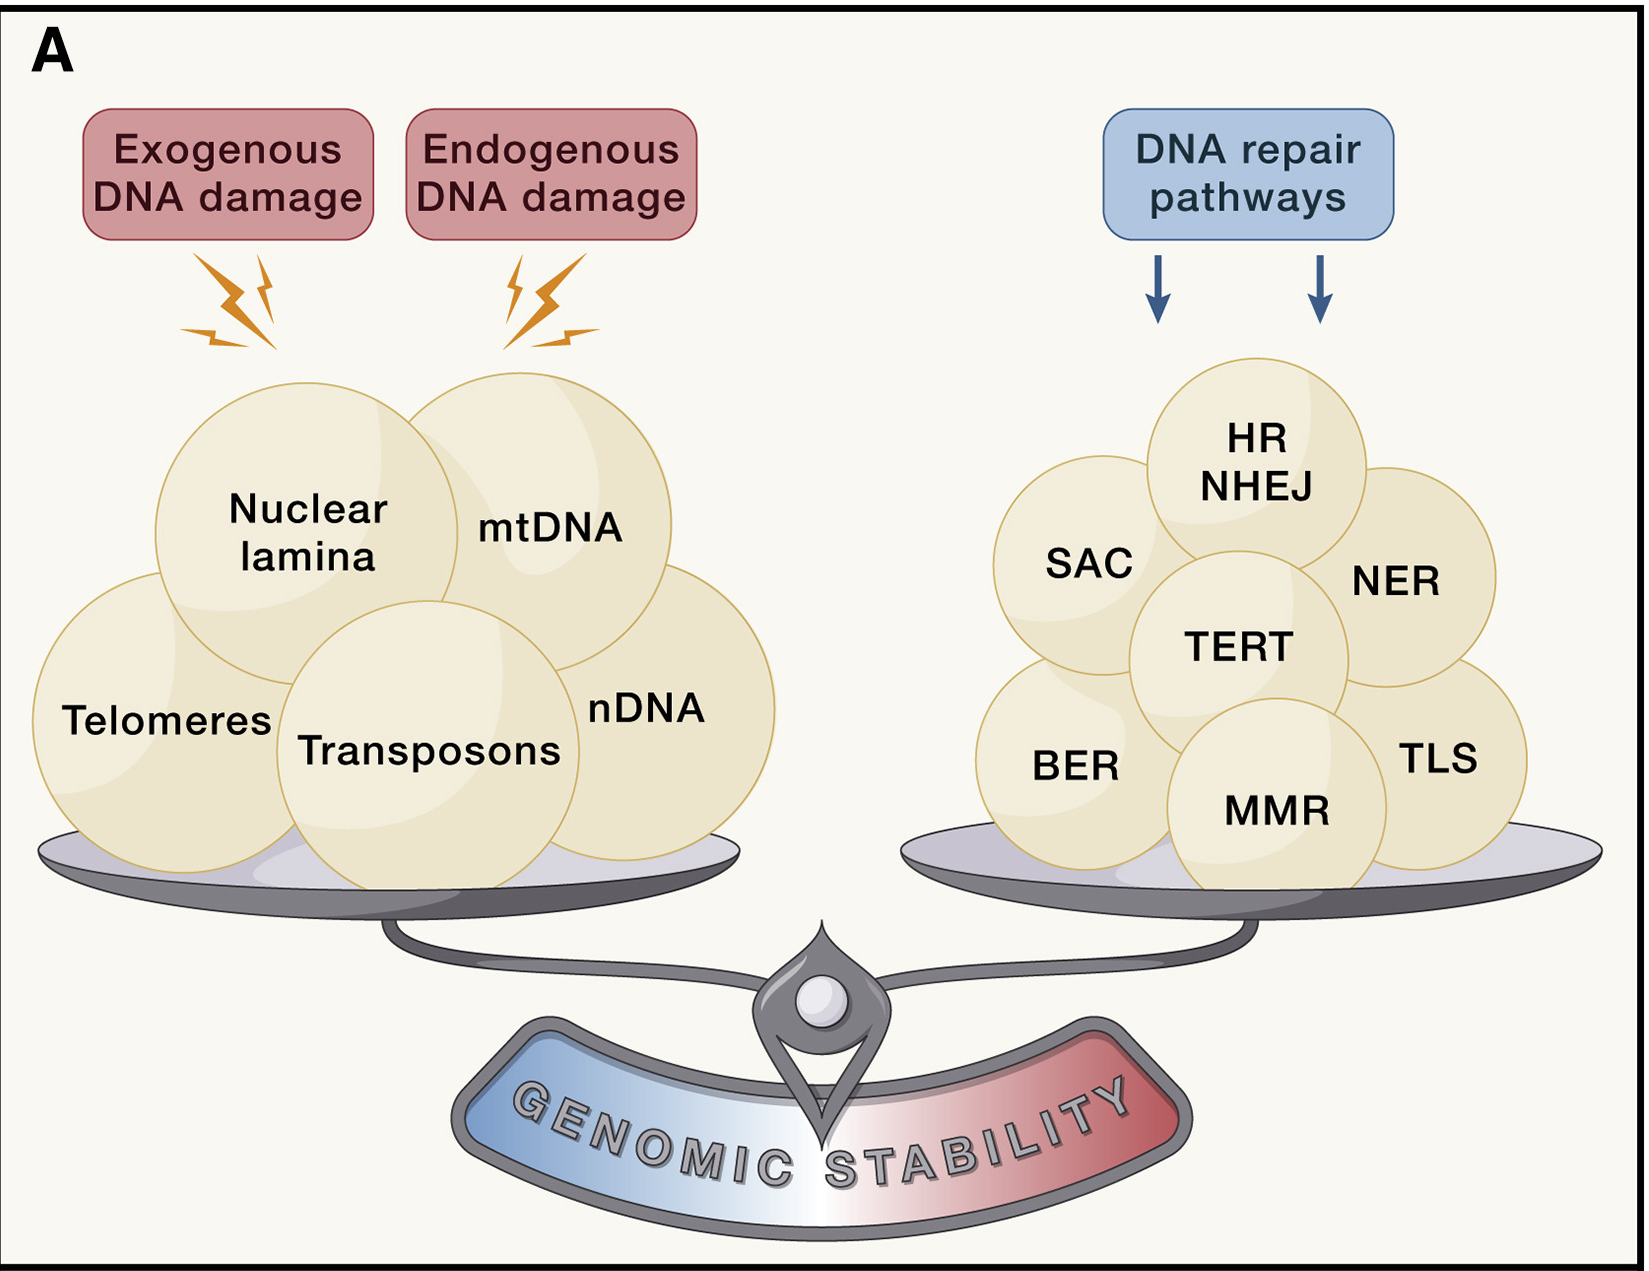 A
Exogenous
DNA damage
Endogenous
DNA damage
DNA repair
pathways
Nuclear
lamina
mtDNA
Telomeres
Transposons
nDNA
HR
NHEJ
SAC
NER
TERT
BER
TLS
MMR
GENOMIC STABILITY